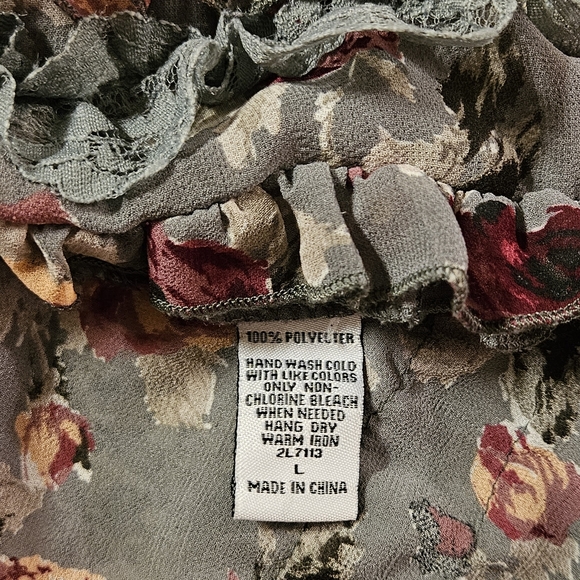 100% POLYESTER
HAND WASH COLD
WITH LIKE COLORS
ONLY NON-
CHLORINE BLEACH
WHEN NEEDED
HANG DRY
WARM IRON
2L7113
L
MADE IN CHINA